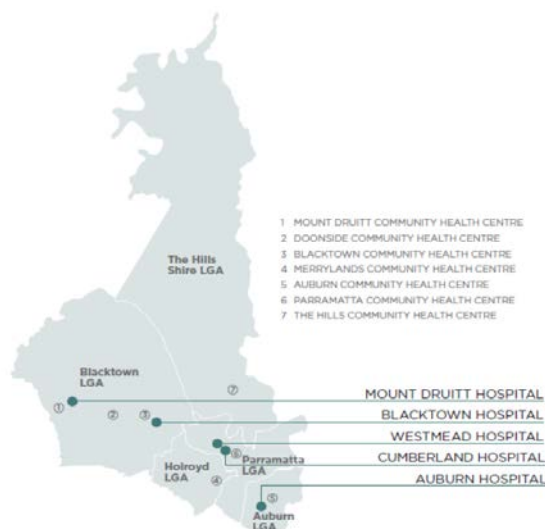 The Hills
Shire LGA
1 MOUNT DRUITT COMMUNITY HEALTH CENTRE
2 DOONSIDE COMMUNITY HEALTH CENTRE
3 BLACKTOWN COMMUNITY HEALTH CENTRE
4 MERRYLANDS COMMUNITY HEALTH CENTRE
5 AUBURN COMMUNITY HEALTH CENTRE
6 PARRAMATTA COMMUNITY HEALTH CENTRE
7 THE HILLS COMMUNITY HEALTH CENTRE
Blacktown
LGA
7
MOUNT DRUITT HOSPITAL
1
2
3
BLACKTOWN HOSPITAL
WESTMEAD HOSPITAL
6
Parramatta
LGA
CUMBERLAND HOSPITAL
Holroyd
LGA
4
AUBURN HOSPITAL
5
Auburn
LGA